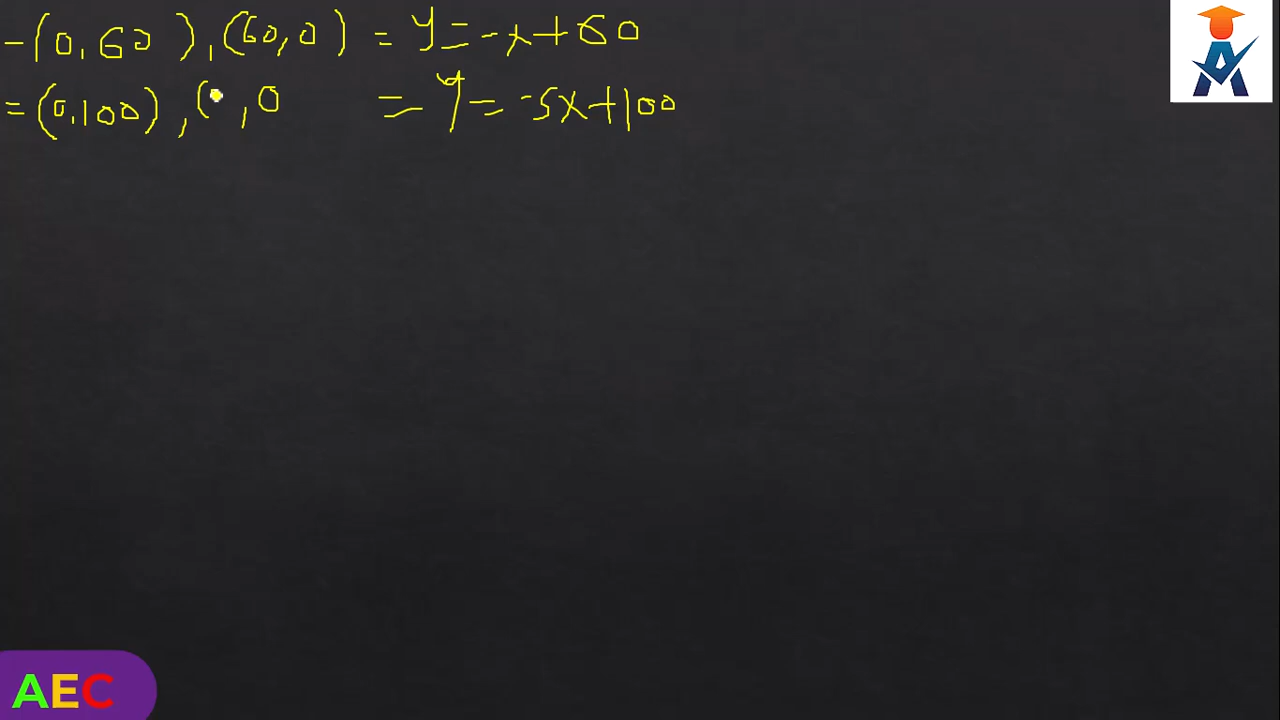 -(0,60),(60,0) = y=-x+60
=(0,100),( ,0 = y=-5x+100
AEC